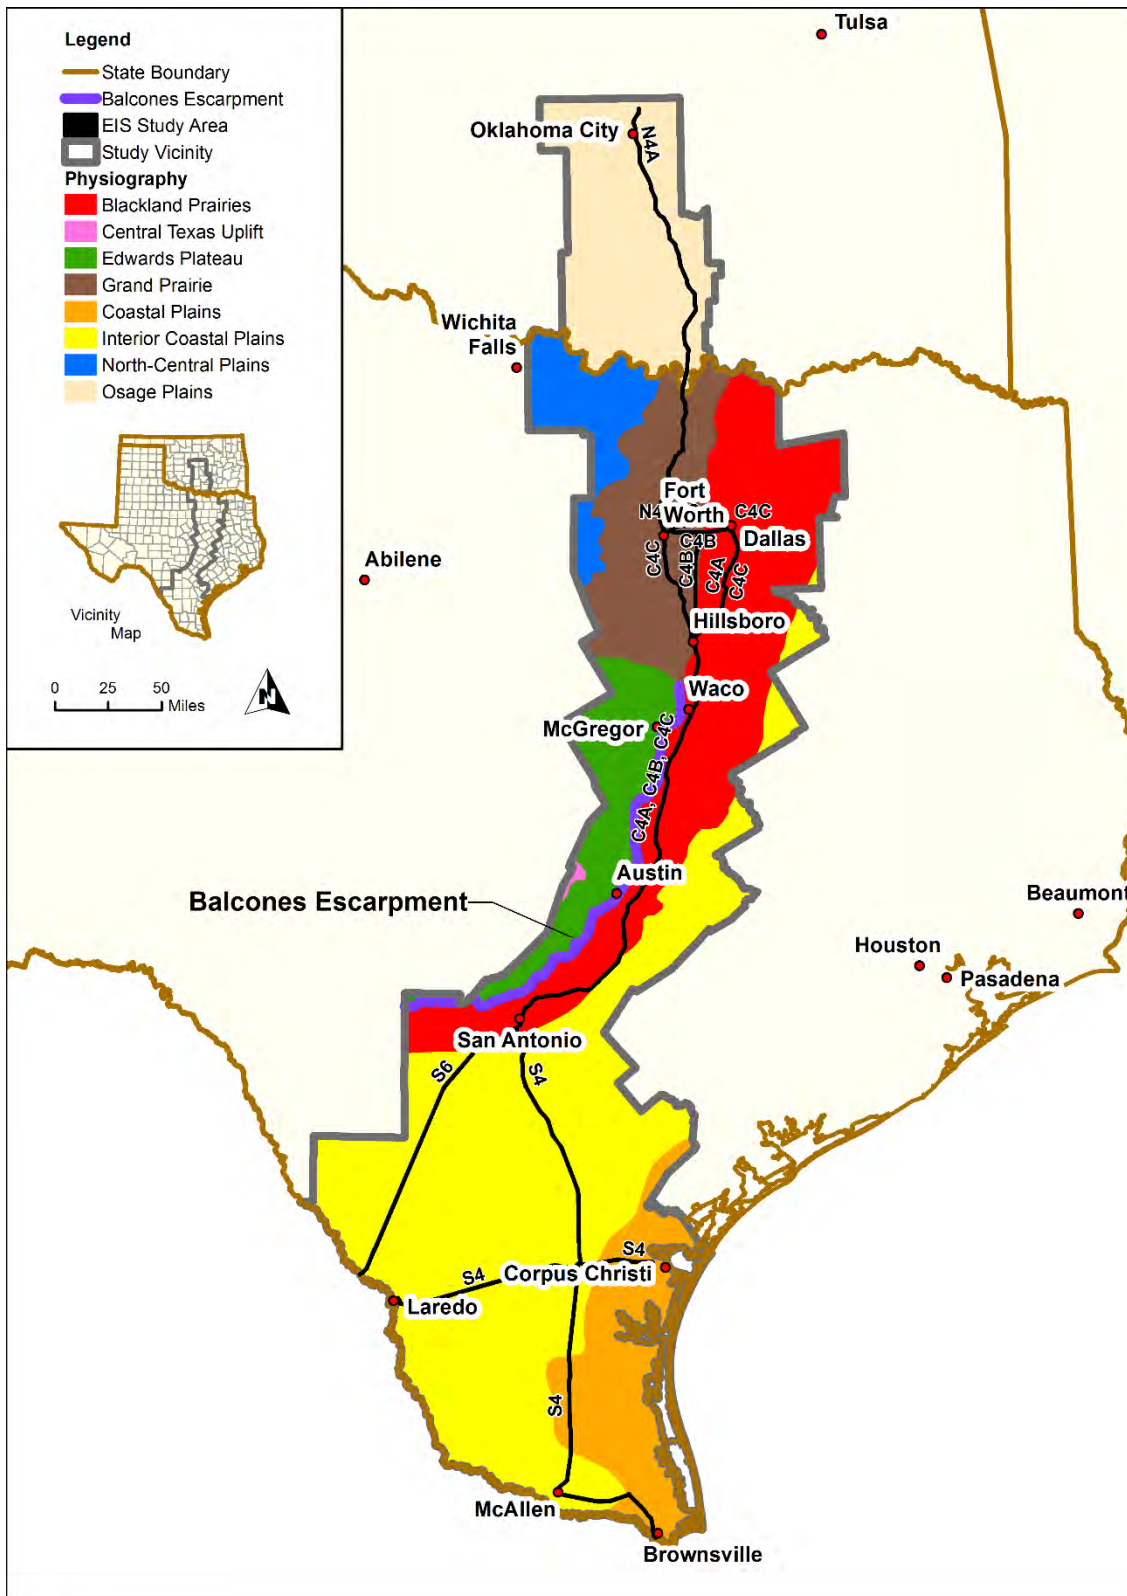 Legend
State Boundary
Balcones Escarpment
EIS Study Area
Study Vicinity
Physiography
Blackland Prairies
Central Texas Uplift
Edwards Plateau
Grand Prairie
Coastal Plains
Interior Coastal Plains
North-Central Plains
Osage Plains
Vicinity
Map
0 25 50
Miles
N
Tulsa
Oklahoma City
N4A
Wichita
Falls
Fort
Worth
N4
C4C
C4B
Dallas
C4C
C4B
C4A
C4C
Abilene
Hillsboro
Waco
McGregor
C4A, C4B, C4C
Austin
Balcones Escarpment
Beaumont
Houston
Pasadena
San Antonio
S6
S4
S4
Corpus Christi
S4
Laredo
S4
McAllen
Brownsville